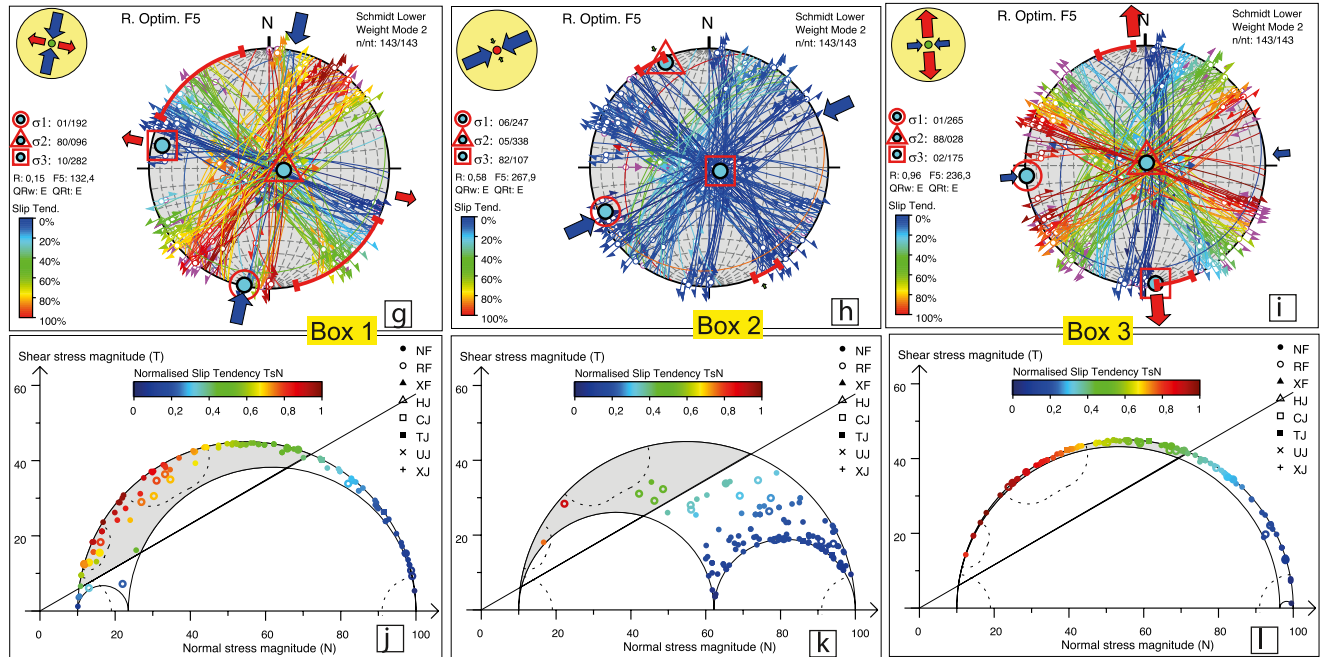 R. Optim. F5
N
Schmidt Lower
Weight Mode 2
n/nt: 143/143
σ1: 01/192
σ2: 80/096
σ3: 10/282
R: 0,15 F5: 132,4
QRw: E QRt: E
Slip Tend.
0%
20%
40%
60%
80%
100%
g
R. Optim. F5
N
Schmidt Lower
Weight Mode 2
n/nt: 143/143
σ1: 06/247
σ2: 05/338
σ3: 82/107
R: 0,58 F5: 267,9
QRw: E QRt: E
Slip Tend.
0%
20%
40%
60%
80%
100%
h
R. Optim. F5
N
Schmidt Lower
Weight Mode 2
n/nt: 143/143
σ1: 01/265
σ2: 88/028
σ3: 02/175
R: 0,96 F5: 236,3
QRw: E QRt: E
Slip Tend.
0%
20%
40%
60%
80%
100%
i
Box 1
Box 2
Box 3
Shear stress magnitude (T)
Normalised Slip Tendency TsN
0 0,2 0,4 0,6 0,8 1
NF
RF
XF
HJ
CJ
TJ
UJ
XJ
60
40
20
0 20 40 60 80 100
Normal stress magnitude (N)
j
Shear stress magnitude (T)
Normalised Slip Tendency TsN
0 0,2 0,4 0,6 0,8 1
NF
RF
XF
HJ
CJ
TJ
UJ
XJ
60
40
20
0 20 40 60 80 100
Normal stress magnitude (N)
k
Shear stress magnitude (T)
Normalised Slip Tendency TsN
0 0,2 0,4 0,6 0,8 1
NF
RF
XF
HJ
CJ
TJ
UJ
XJ
60
40
20
0 20 40 60 80 100
Normal stress magnitude (N)
l